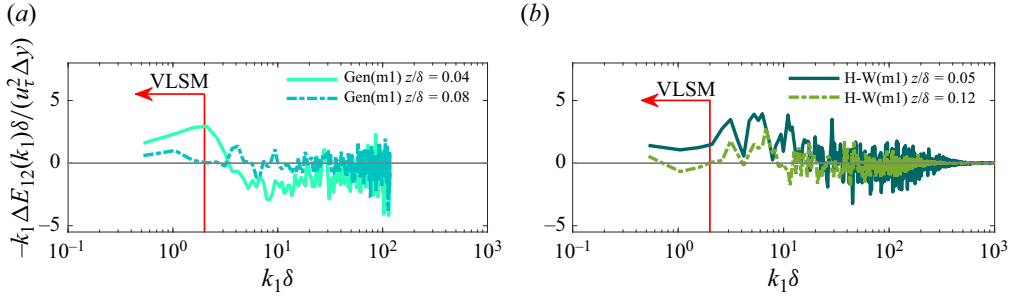 (a)
−k₁ΔE₁₂(k₁)δ/(u²_τΔy)
5
0
−5
VLSM
Gen(m1) z/δ = 0.04
Gen(m1) z/δ = 0.08
10⁻¹ 10⁰ 10¹ 10² 10³
k₁δ
(b)
5
0
−5
VLSM
H-W(m1) z/δ = 0.05
H-W(m1) z/δ = 0.12
10⁻¹ 10⁰ 10¹ 10² 10³
k₁δ